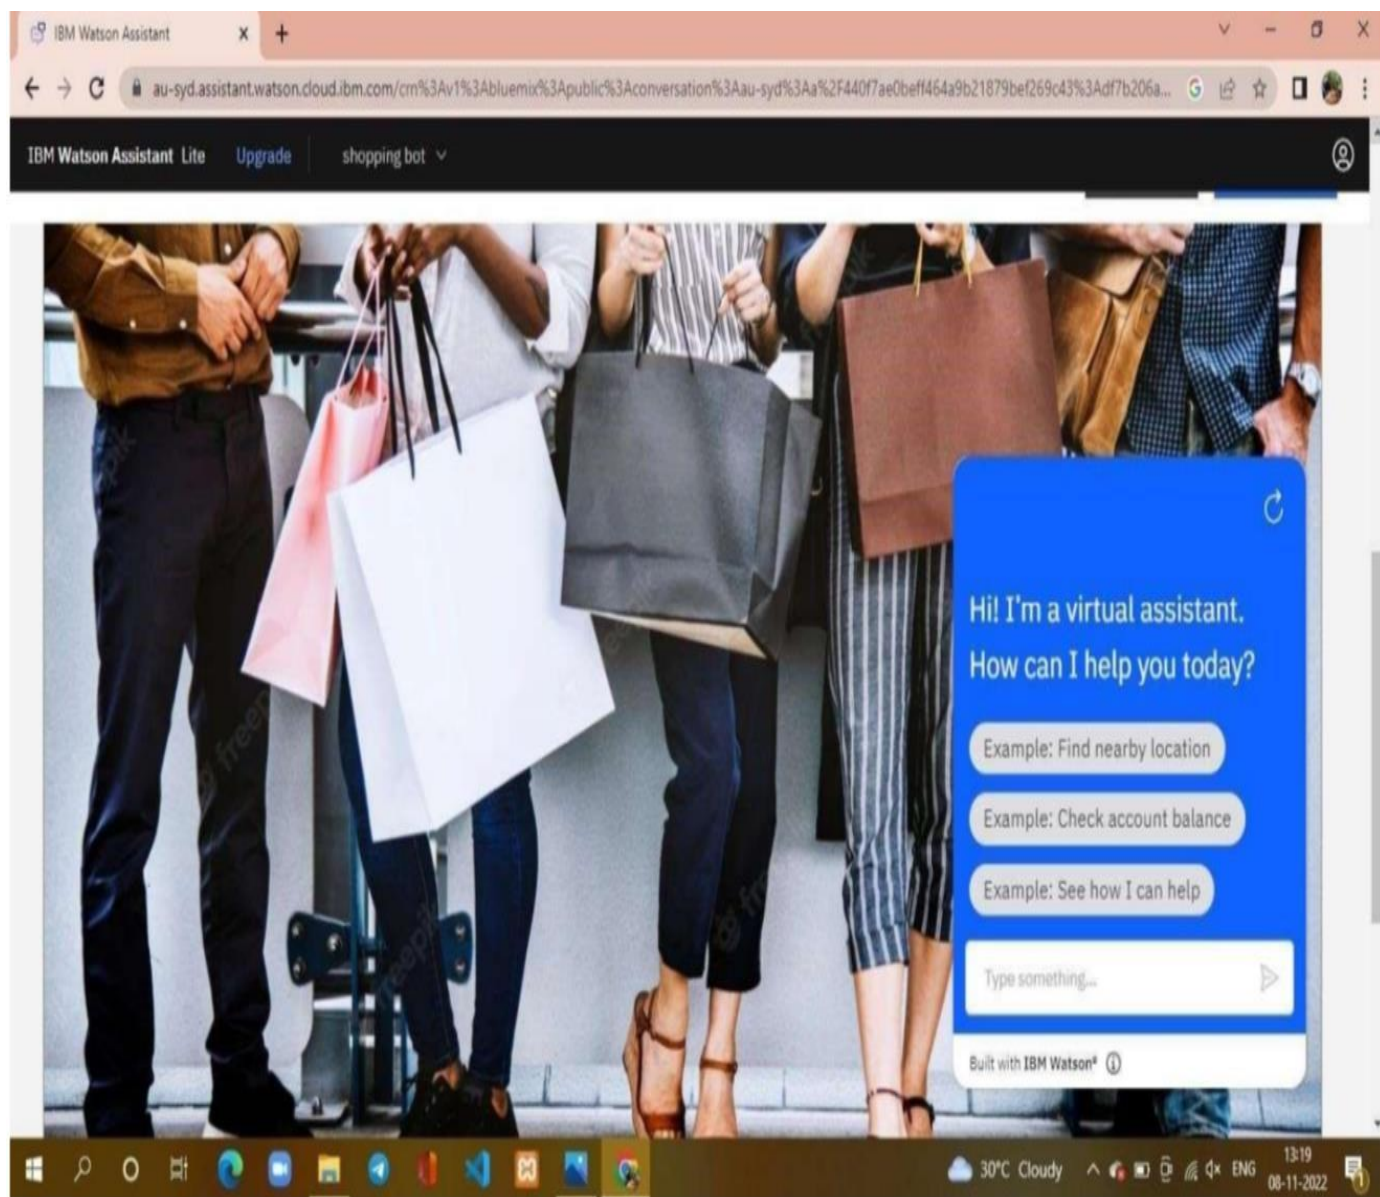 IBM Watson Assistant
au-syd.assistant.watson.cloud.ibm.com/crn%3Av1%3Abluemix%3Apublic%3Aconversation%3Aau-syd%3Aa%2F440f7ae0beff464a9b21879bef269c43%3Adf7b206a...
IBM Watson Assistant Lite Upgrade shopping bot
Hi! I'm a virtual assistant.
How can I help you today?
Example: Find nearby location
Example: Check account balance
Example: See how I can help
Type something...
Built with IBM Watson®
freepik
30°C Cloudy ENG 13:19
08-11-2022